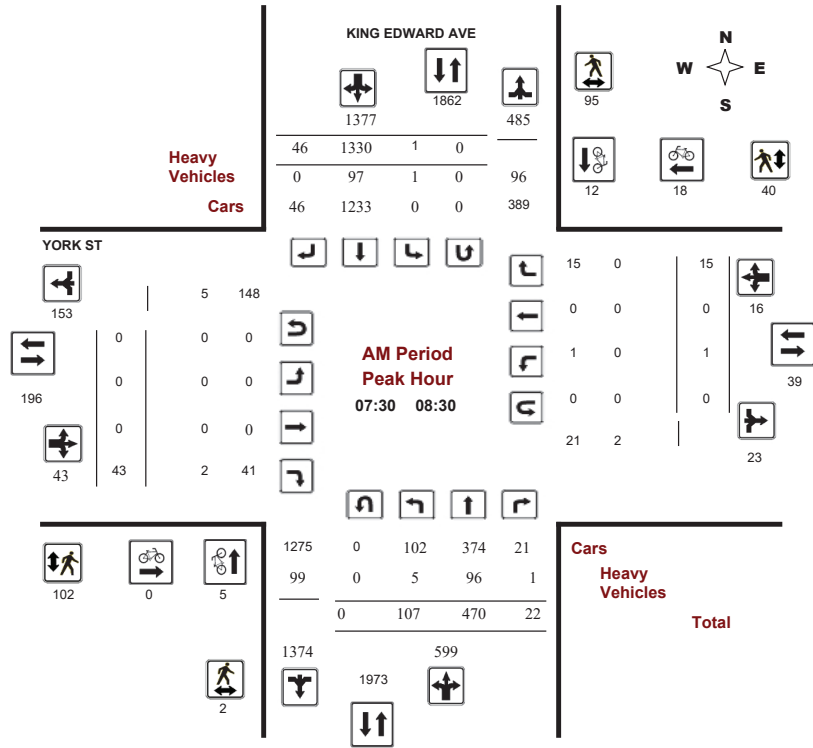 KING EDWARD AVE
N
W E
S
1862
95
1377
485
46 1330 1 0
Heavy
Vehicles
0 97 1 0 96
12 18 40
Cars
46 1233 0 0 389
YORK ST
15 0 15
153
5 148
0 0 0
16
0 0 0
AM Period
Peak Hour
07:30 08:30
1 0 1
39
196
0 0 0
0 0 0
0 0 0
21 2
23
43
43 2 41
1275 0 102 374 21
Cars
99 0 5 96 1
Heavy
Vehicles
102 0 5
0 107 470 22
Total
1374
599
1973
2